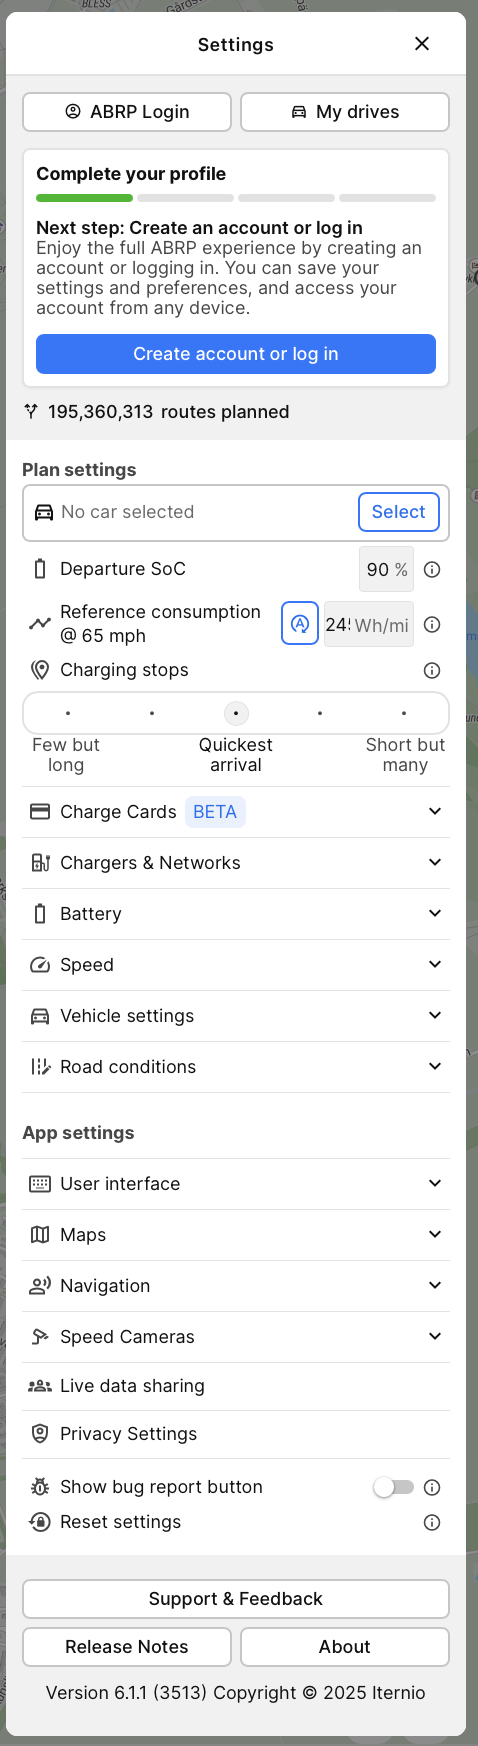 Settings
ABRP Login
My drives
Complete your profile
Next step: Create an account or log in
Enjoy the full ABRP experience by creating an
account or logging in. You can save your
settings and preferences, and access your
account from any device.
Create account or log in
195,360,313 routes planned
Plan settings
No car selected
Select
Departure SoC
90 %
Reference consumption
@ 65 mph
245 Wh/mi
Charging stops
Few but
long
Quickest
arrival
Short but
many
Charge Cards BETA
Chargers & Networks
Battery
Speed
Vehicle settings
Road conditions
App settings
User interface
Maps
Navigation
Speed Cameras
Live data sharing
Privacy Settings
Show bug report button
Reset settings
Support & Feedback
Release Notes
About
Version 6.1.1 (3513) Copyright © 2025 Iternio